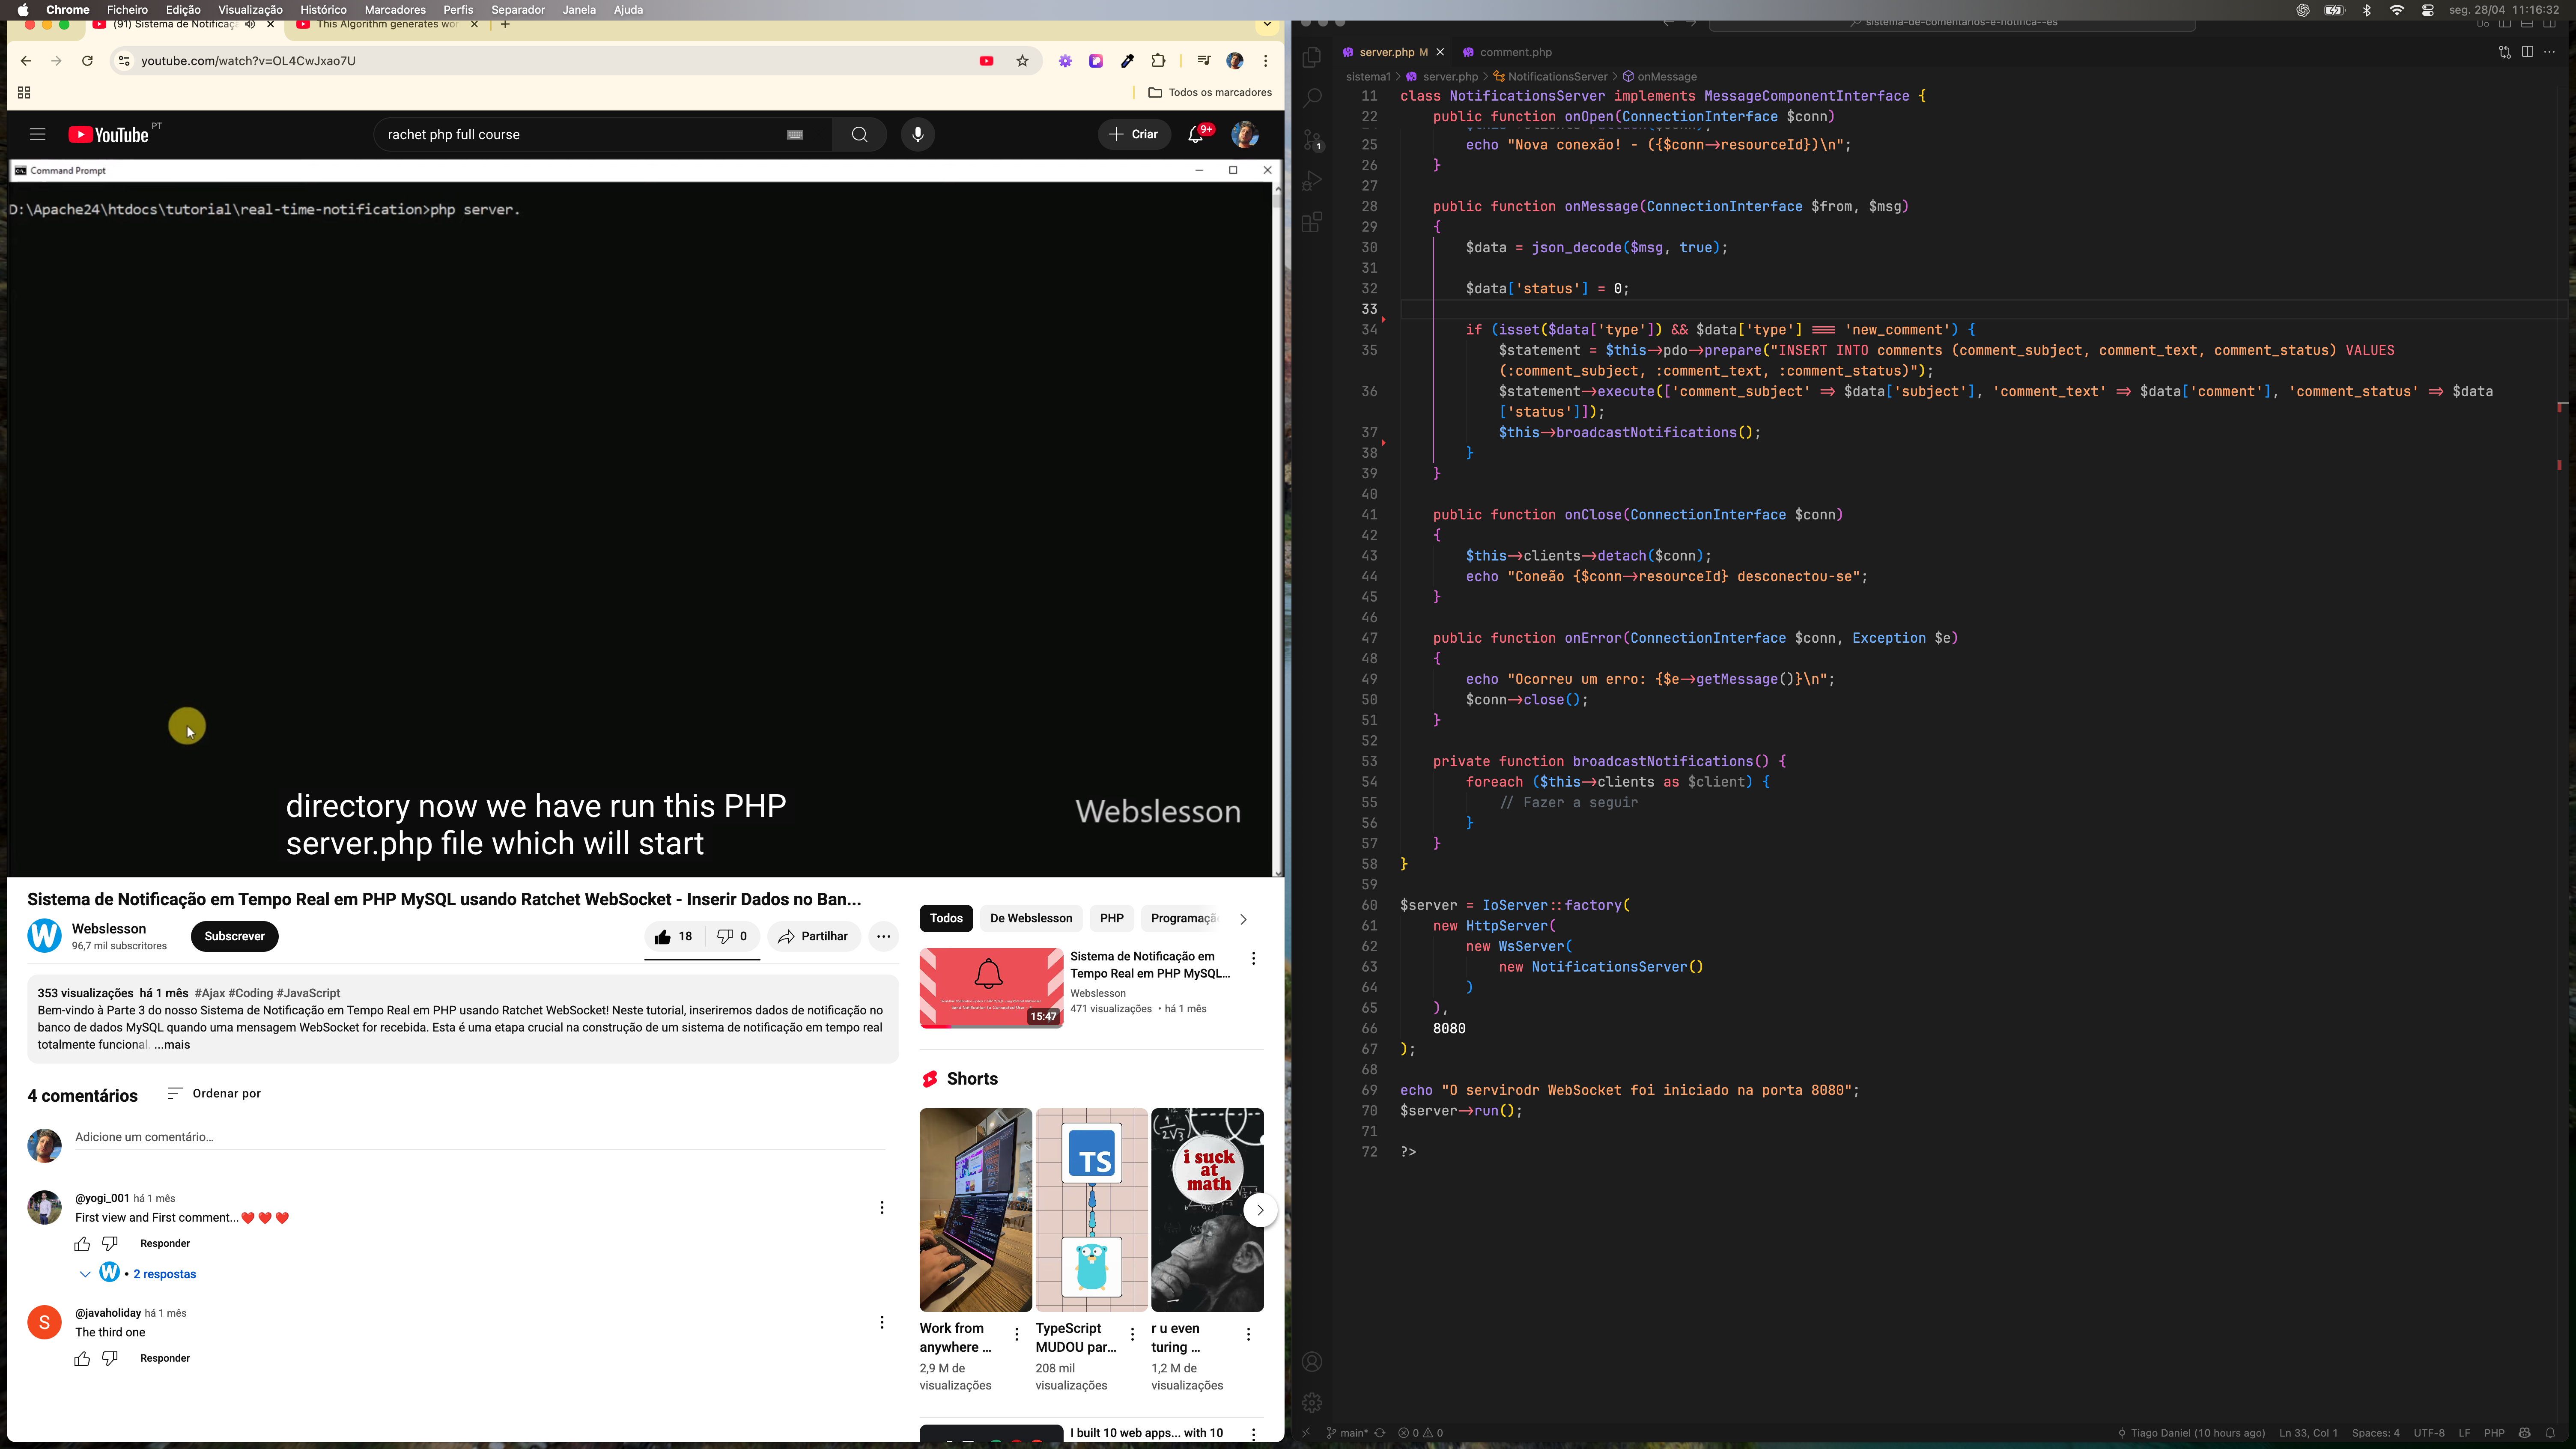 Chrome Ficheiro Edição Visualização Histórico Marcadores Perfis Separador Janela Ajuda
seg. 28/04 11:16:32
(91) Sistema de Notificaç
This Algorithm generates wor
youtube.com/watch?v=OL4CwJxao7U
Todos os marcadores
YouTube PT
rachet php full course
Criar
9+
Command Prompt
D:\Apache24\htdocs\tutorial\real-time-notification>php server.
directory now we have run this PHP
server.php file which will start
Webslesson
Sistema de Notificação em Tempo Real em PHP MySQL usando Ratchet WebSocket - Inserir Dados no Ban...
W
Webslesson
96,7 mil subscritores
Subscrever
18
0
Partilhar
353 visualizações há 1 mês #Ajax #Coding #JavaScript
Bem-vindo à Parte 3 do nosso Sistema de Notificação em Tempo Real em PHP usando Ratchet WebSocket! Neste tutorial, inseriremos dados de notificação no
banco de dados MySQL quando uma mensagem WebSocket for recebida. Esta é uma etapa crucial na construção de um sistema de notificação em tempo real
totalmente funcional. ...mais
4 comentários
Ordenar por
Adicione um comentário...
@yogi_001 há 1 mês
First view and First comment...❤️ ❤️ ❤️
Responder
W • 2 respostas
S
@javaholiday há 1 mês
The third one
Responder
Todos
De Webslesson
PHP
Programaçã
15:47
Sistema de Notificação em
Tempo Real em PHP MySQL...
Webslesson
471 visualizações • há 1 mês
Shorts
TS
i suck
at
math
Work from
anywhere ...
2,9 M de
visualizações
TypeScript
MUDOU par...
208 mil
visualizações
r u even
turing ...
1,2 M de
visualizações
I built 10 web apps... with 10
sistema-de-comentarios-e-notifica--es
server.php M
comment.php
sistema1 > server.php > NotificationsServer > onMessage
1
11 class NotificationsServer implements MessageComponentInterface {
22 public function onOpen(ConnectionInterface $conn)
25 echo "Nova conexão! - ({$conn->resourceId})\n";
26 }
27
28 public function onMessage(ConnectionInterface $from, $msg)
29 {
30 $data = json_decode($msg, true);
31
32 $data['status'] = 0;
33
34 if (isset($data['type']) && $data['type'] === 'new_comment') {
35 $statement = $this->pdo->prepare("INSERT INTO comments (comment_subject, comment_text, comment_status) VALUES
(:comment_subject, :comment_text, :comment_status)");
36 $statement->execute(['comment_subject' => $data['subject'], 'comment_text' => $data['comment'], 'comment_status' => $data
['status']]);
37 $this->broadcastNotifications();
38 }
39 }
40
41 public function onClose(ConnectionInterface $conn)
42 {
43 $this->clients->detach($conn);
44 echo "Coneão {$conn->resourceId} desconectou-se";
45 }
46
47 public function onError(ConnectionInterface $conn, Exception $e)
48 {
49 echo "Ocorreu um erro: {$e->getMessage()}\n";
50 $conn->close();
51 }
52
53 private function broadcastNotifications() {
54 foreach ($this->clients as $client) {
55 // Fazer a seguir
56 }
57 }
58 }
59
60 $server = IoServer::factory(
61 new HttpServer(
62 new WsServer(
63 new NotificationsServer()
64 )
65 ),
66 8080
67 );
68
69 echo "O servirodr WebSocket foi iniciado na porta 8080";
70 $server->run();
71
72 ?>
main* 0 0
Tiago Daniel (10 hours ago) Ln 33, Col 1 Spaces: 4 UTF-8 LF PHP